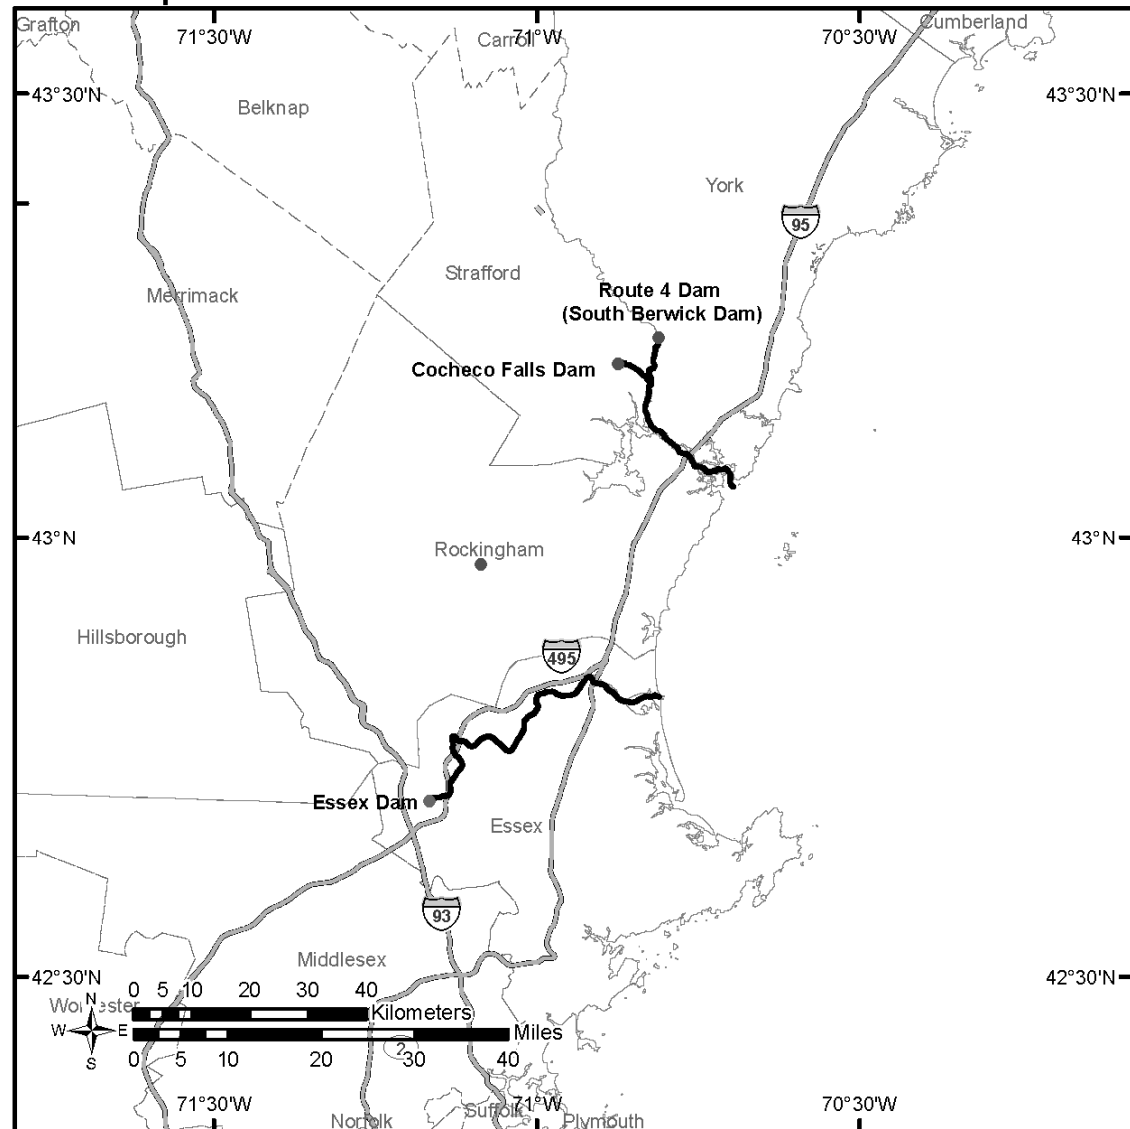 Grafton
71°30'W
71°W
70°30'W
Cumberland
Carroll
43°30'N
43°30'N
Belknap
York
95
Strafford
Merrimack
Route 4 Dam
(South Berwick Dam)
Cocheco Falls Dam
43°N
43°N
Rockingham
Hillsborough
495
Essex Dam
Essex
93
Middlesex
42°30'N
42°30'N
0 5 10 20 30 40
Kilometers
Worcester
N
W E
S
Miles
0 5 10 20 30 40
2
71°30'W
71°W
70°30'W
Norfolk
Suffolk
Plymouth